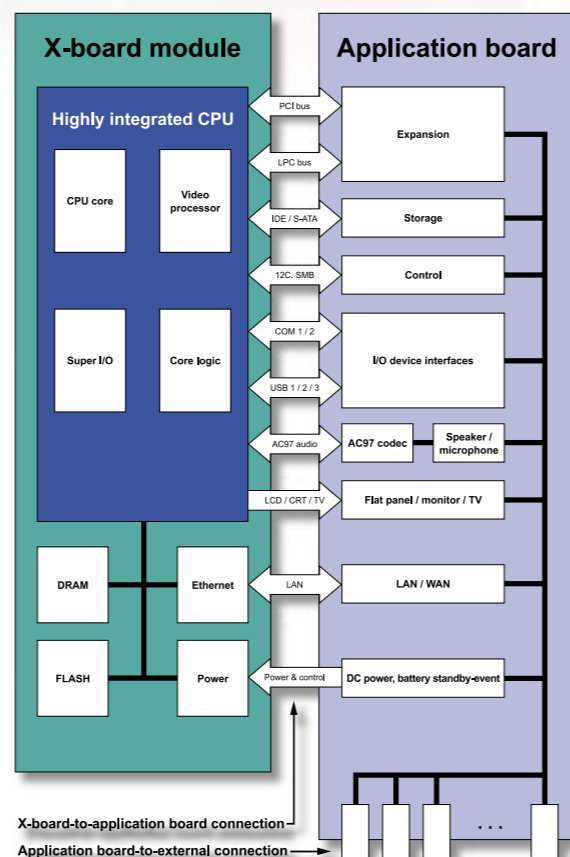 X-board module
Application board
Highly integrated CPU
CPU core
Video
processor
Super I/O
Core logic
DRAM
Ethernet
FLASH
Power
PCI bus
LPC bus
IDE / S-ATA
12C. SMB
COM 1 / 2
USB 1 / 2 / 3
AC97 audio
LCD / CRT / TV
LAN
Power & control
Expansion
Storage
Control
I/O device interfaces
AC97 codec
Speaker /
microphone
Flat panel / monitor / TV
LAN / WAN
DC power, battery standby-event
. . .
X-board-to-application board connection
Application board-to-external connection